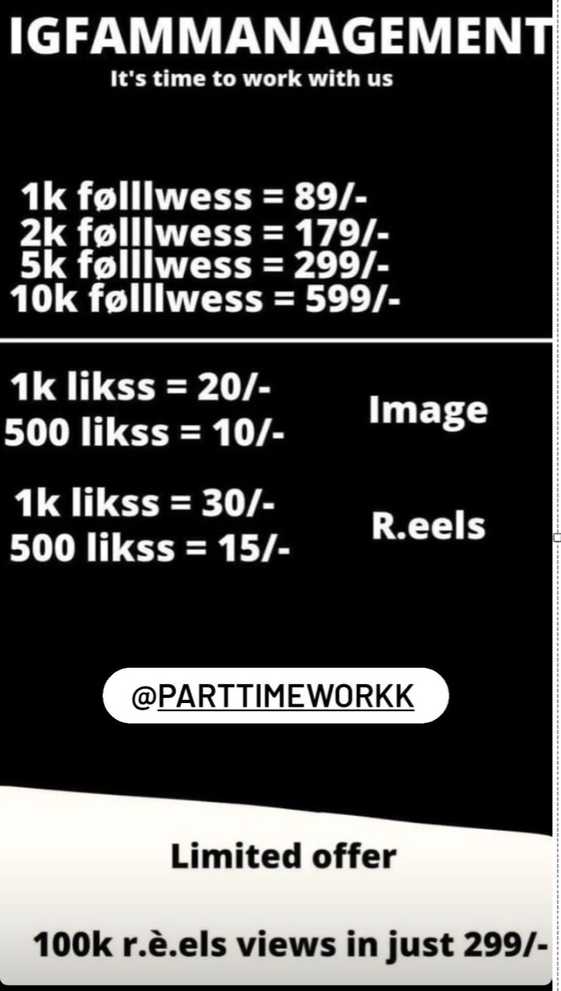 IGFAMMANAGEMENT
It's time to work with us
1k følllwess = 89/-
2k følllwess = 179/-
5k følllwess = 299/-
10k følllwess = 599/-
1k likss = 20/-
500 likss = 10/-
Image
1k likss = 30/-
500 likss = 15/-
R.eels
@PARTTIMEWORKK
Limited offer
100k r.è.els views in just 299/-